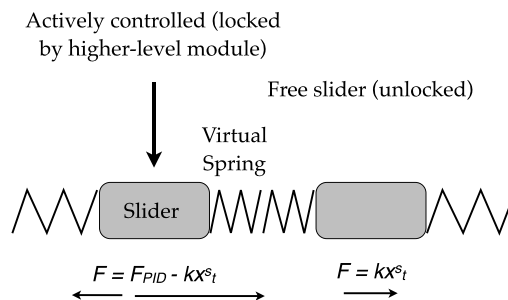 Actively controlled (locked
by higher-level module)
Free slider (unlocked)
Virtual
Spring
Slider
F = F_PID - kx^s_t
F = kx^s_t